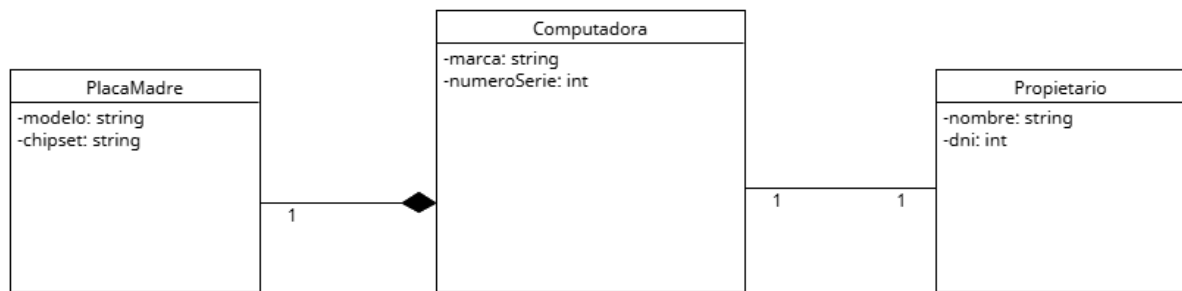 PlacaMadre
-modelo: string
-chipset: string
1
Computadora
-marca: string
-numeroSerie: int
1
1
Propietario
-nombre: string
-dni: int